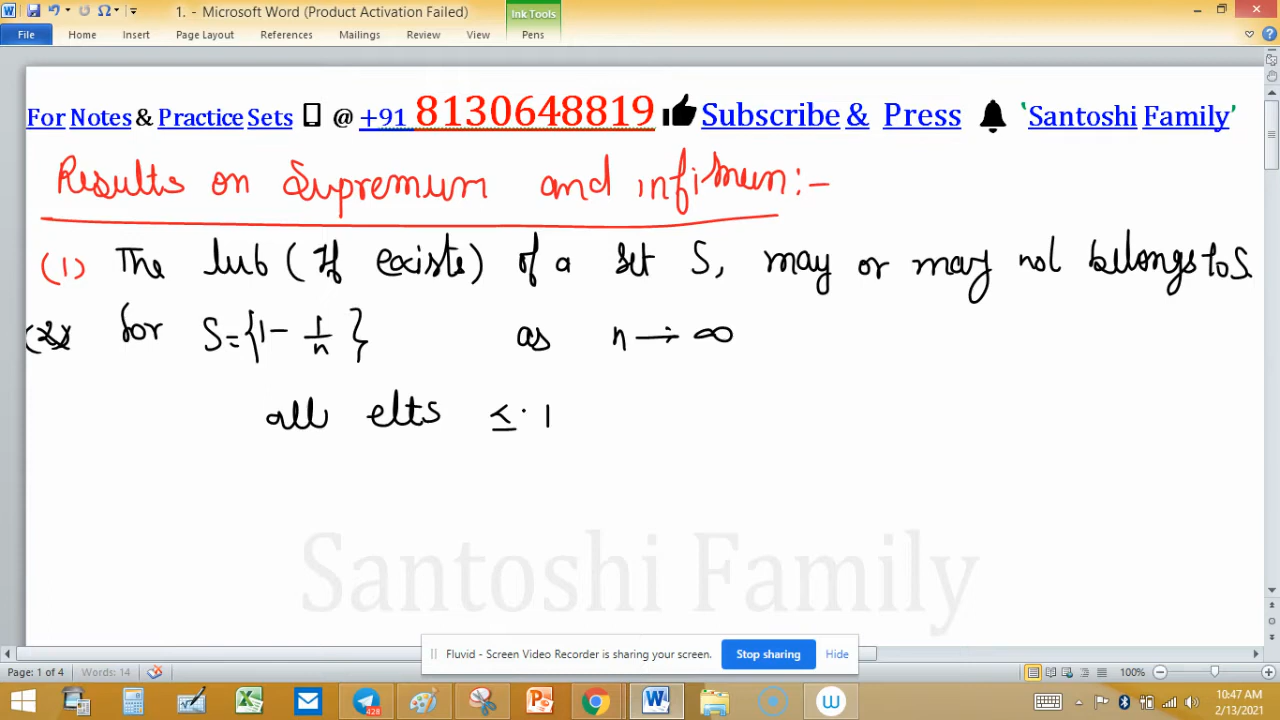 1. - Microsoft Word (Product Activation Failed)
Ink Tools
File Home Insert Page Layout References Mailings Review View Pens
For Notes & Practice Sets @ +91 8130648819 Subscribe & Press 'Santoshi Family'
Results on Supremum and infimum:-
(1) The lub (If exists) of a set S, may or may not belongs to S.
for S={1- 1/n} as n → ∞
all elts ≤ 1
Santoshi Family
Fluvid - Screen Video Recorder is sharing your screen. Stop sharing Hide
Page: 1 of 4 Words: 14 100%
428
10:47 AM
2/13/2021